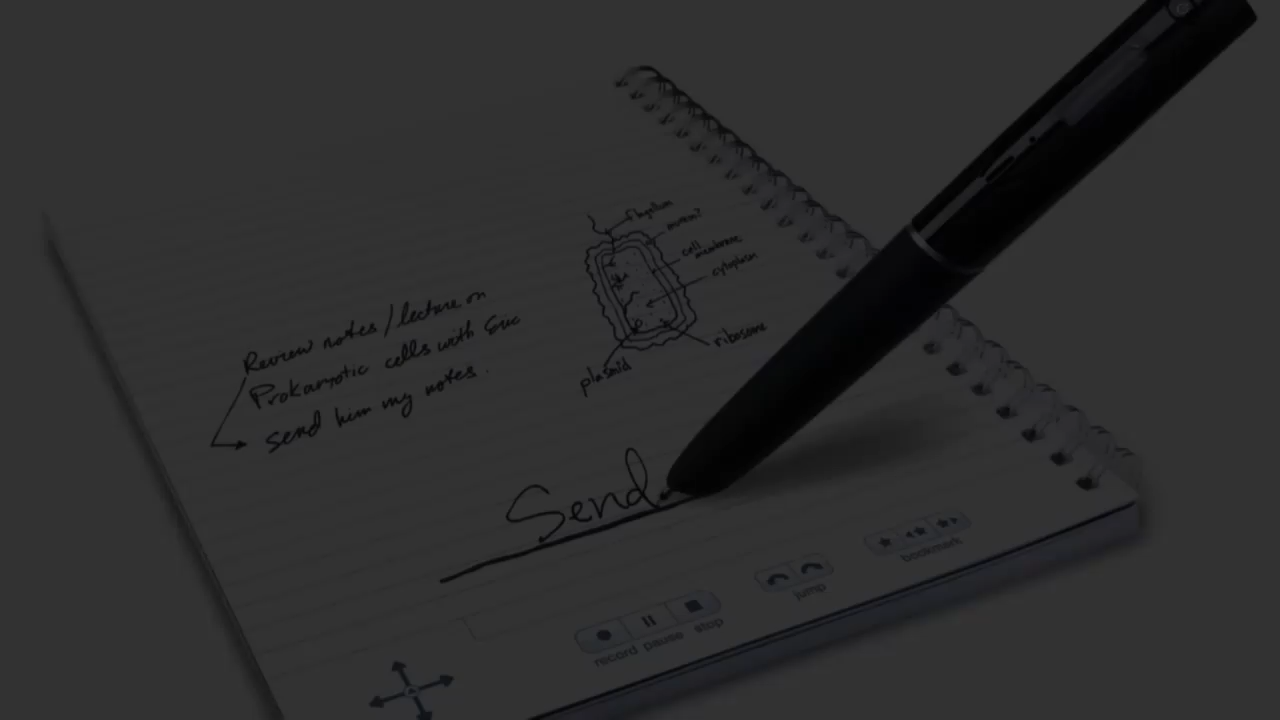 flagellum
cell
membrane
cytoplasm
ribosome
plasmid
Review notes / lecture on
Prokaryotic cells with Eric
send him my notes.
Send
record pause stop
jump
bookmark